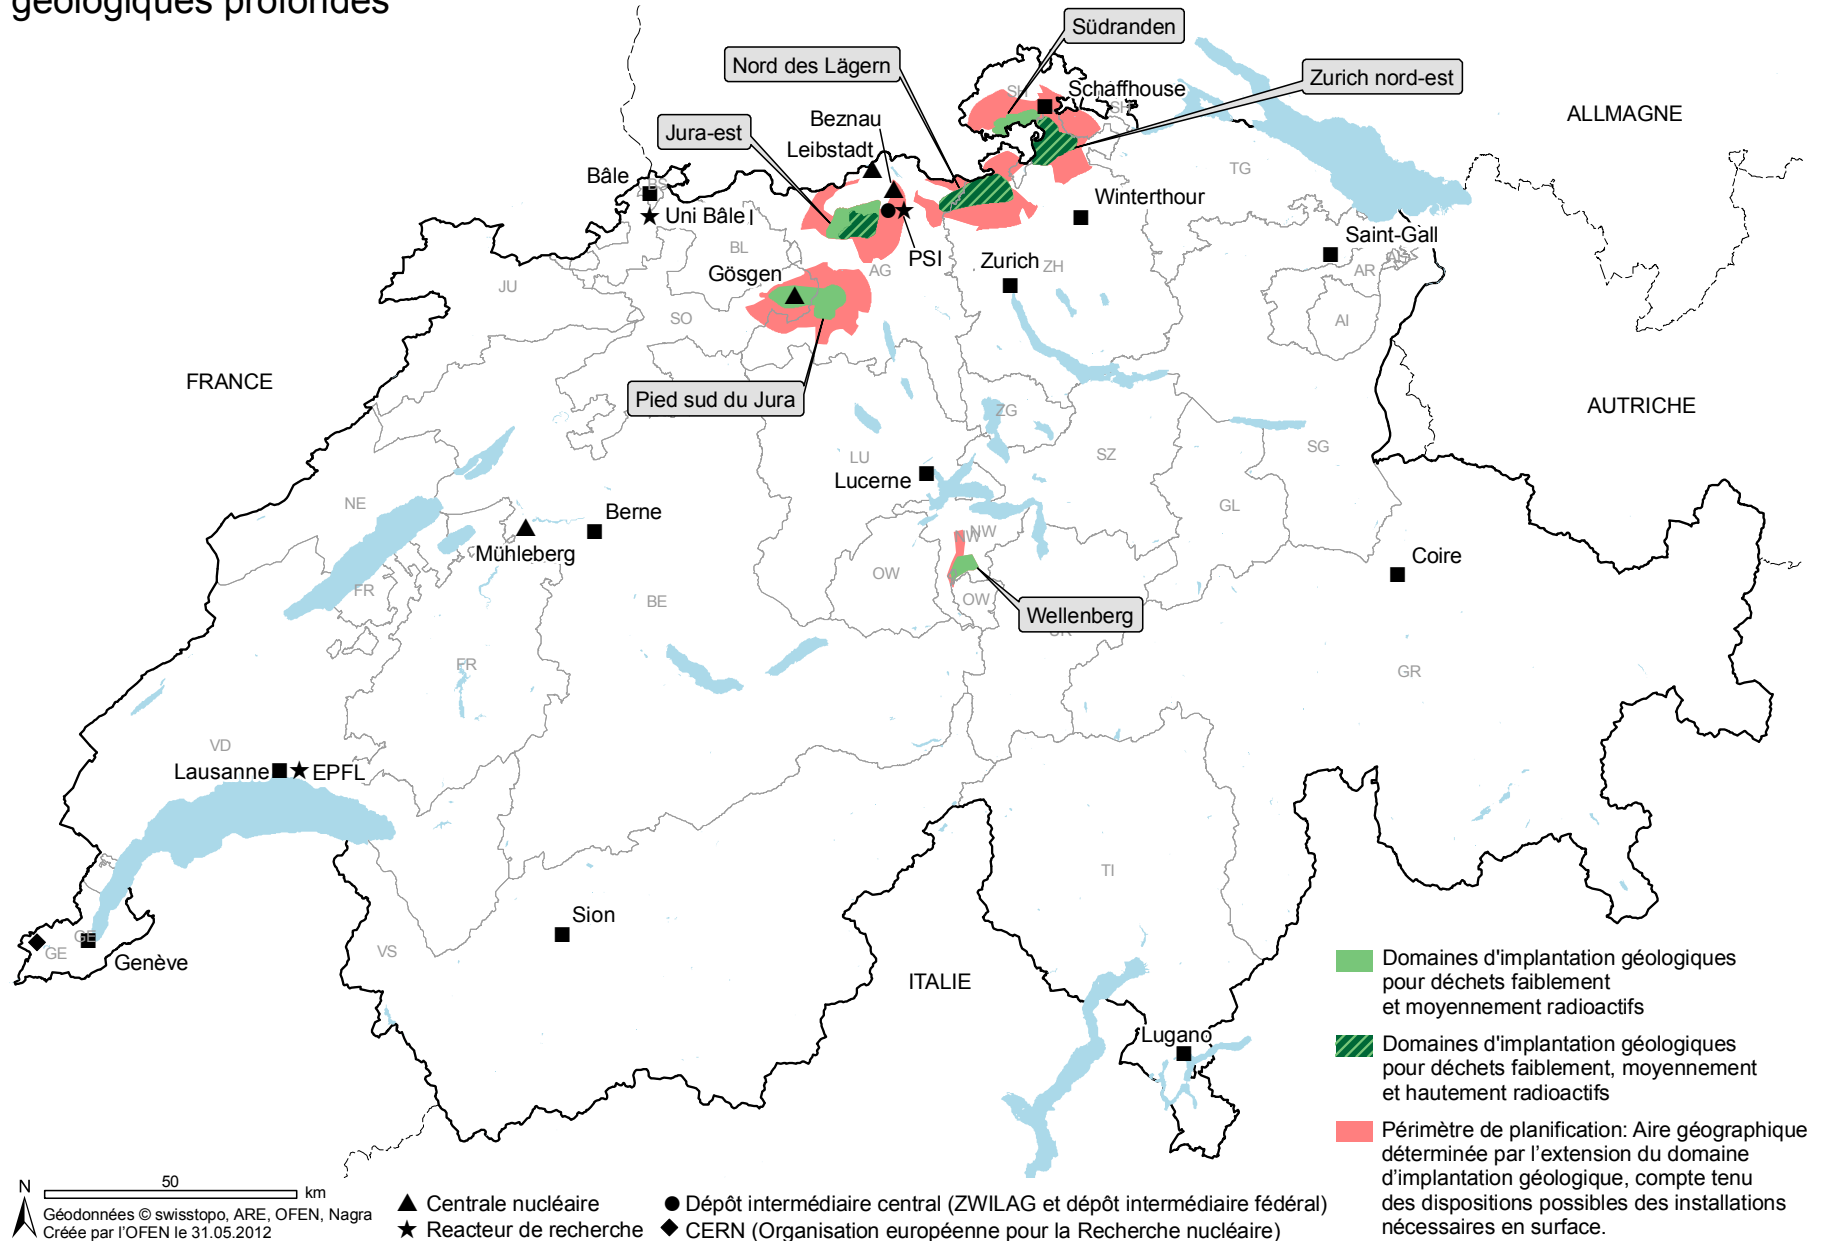 géologiques profondes
Südranden
Nord des Lägern
Zurich nord-est
SH
Schaffhouse
SH
ALLMAGNE
Beznau
Jura-est
Leibstadt
Bâle
BS
TG
Winterthour
Uni Bâle
Saint-Gall
BL
PSI
Zurich
ZH
Gösgen
AG
AR
JU
SO
AI
FRANCE
Pied sud du Jura
AUTRICHE
ZG
SG
LU
SZ
Lucerne
NE
GL
Berne
NW
NW
Mühleberg
Coire
OW
FR
BE
OW
Wellenberg
UR
FR
GR
VD
Lausanne
EPFL
TI
Sion
GE
GE
VS
Genève
ITALIE
Lugano
Domaines d'implantation géologiques
pour déchets faiblement
et moyennement radioactifs
Domaines d'implantation géologiques
pour déchets faiblement, moyennement
et hautement radioactifs
Périmètre de planification: Aire géographique
déterminée par l’extension du domaine
d’implantation géologique, compte tenu
des dispositions possibles des installations
nécessaires en surface.
N
50
km
Géodonnées © swisstopo, ARE, OFEN, Nagra
Créée par l'OFEN le 31.05.2012
Centrale nucléaire
Reacteur de recherche
Dépôt intermédiaire central (ZWILAG et dépôt intermédiaire fédéral)
CERN (Organisation européenne pour la Recherche nucléaire)